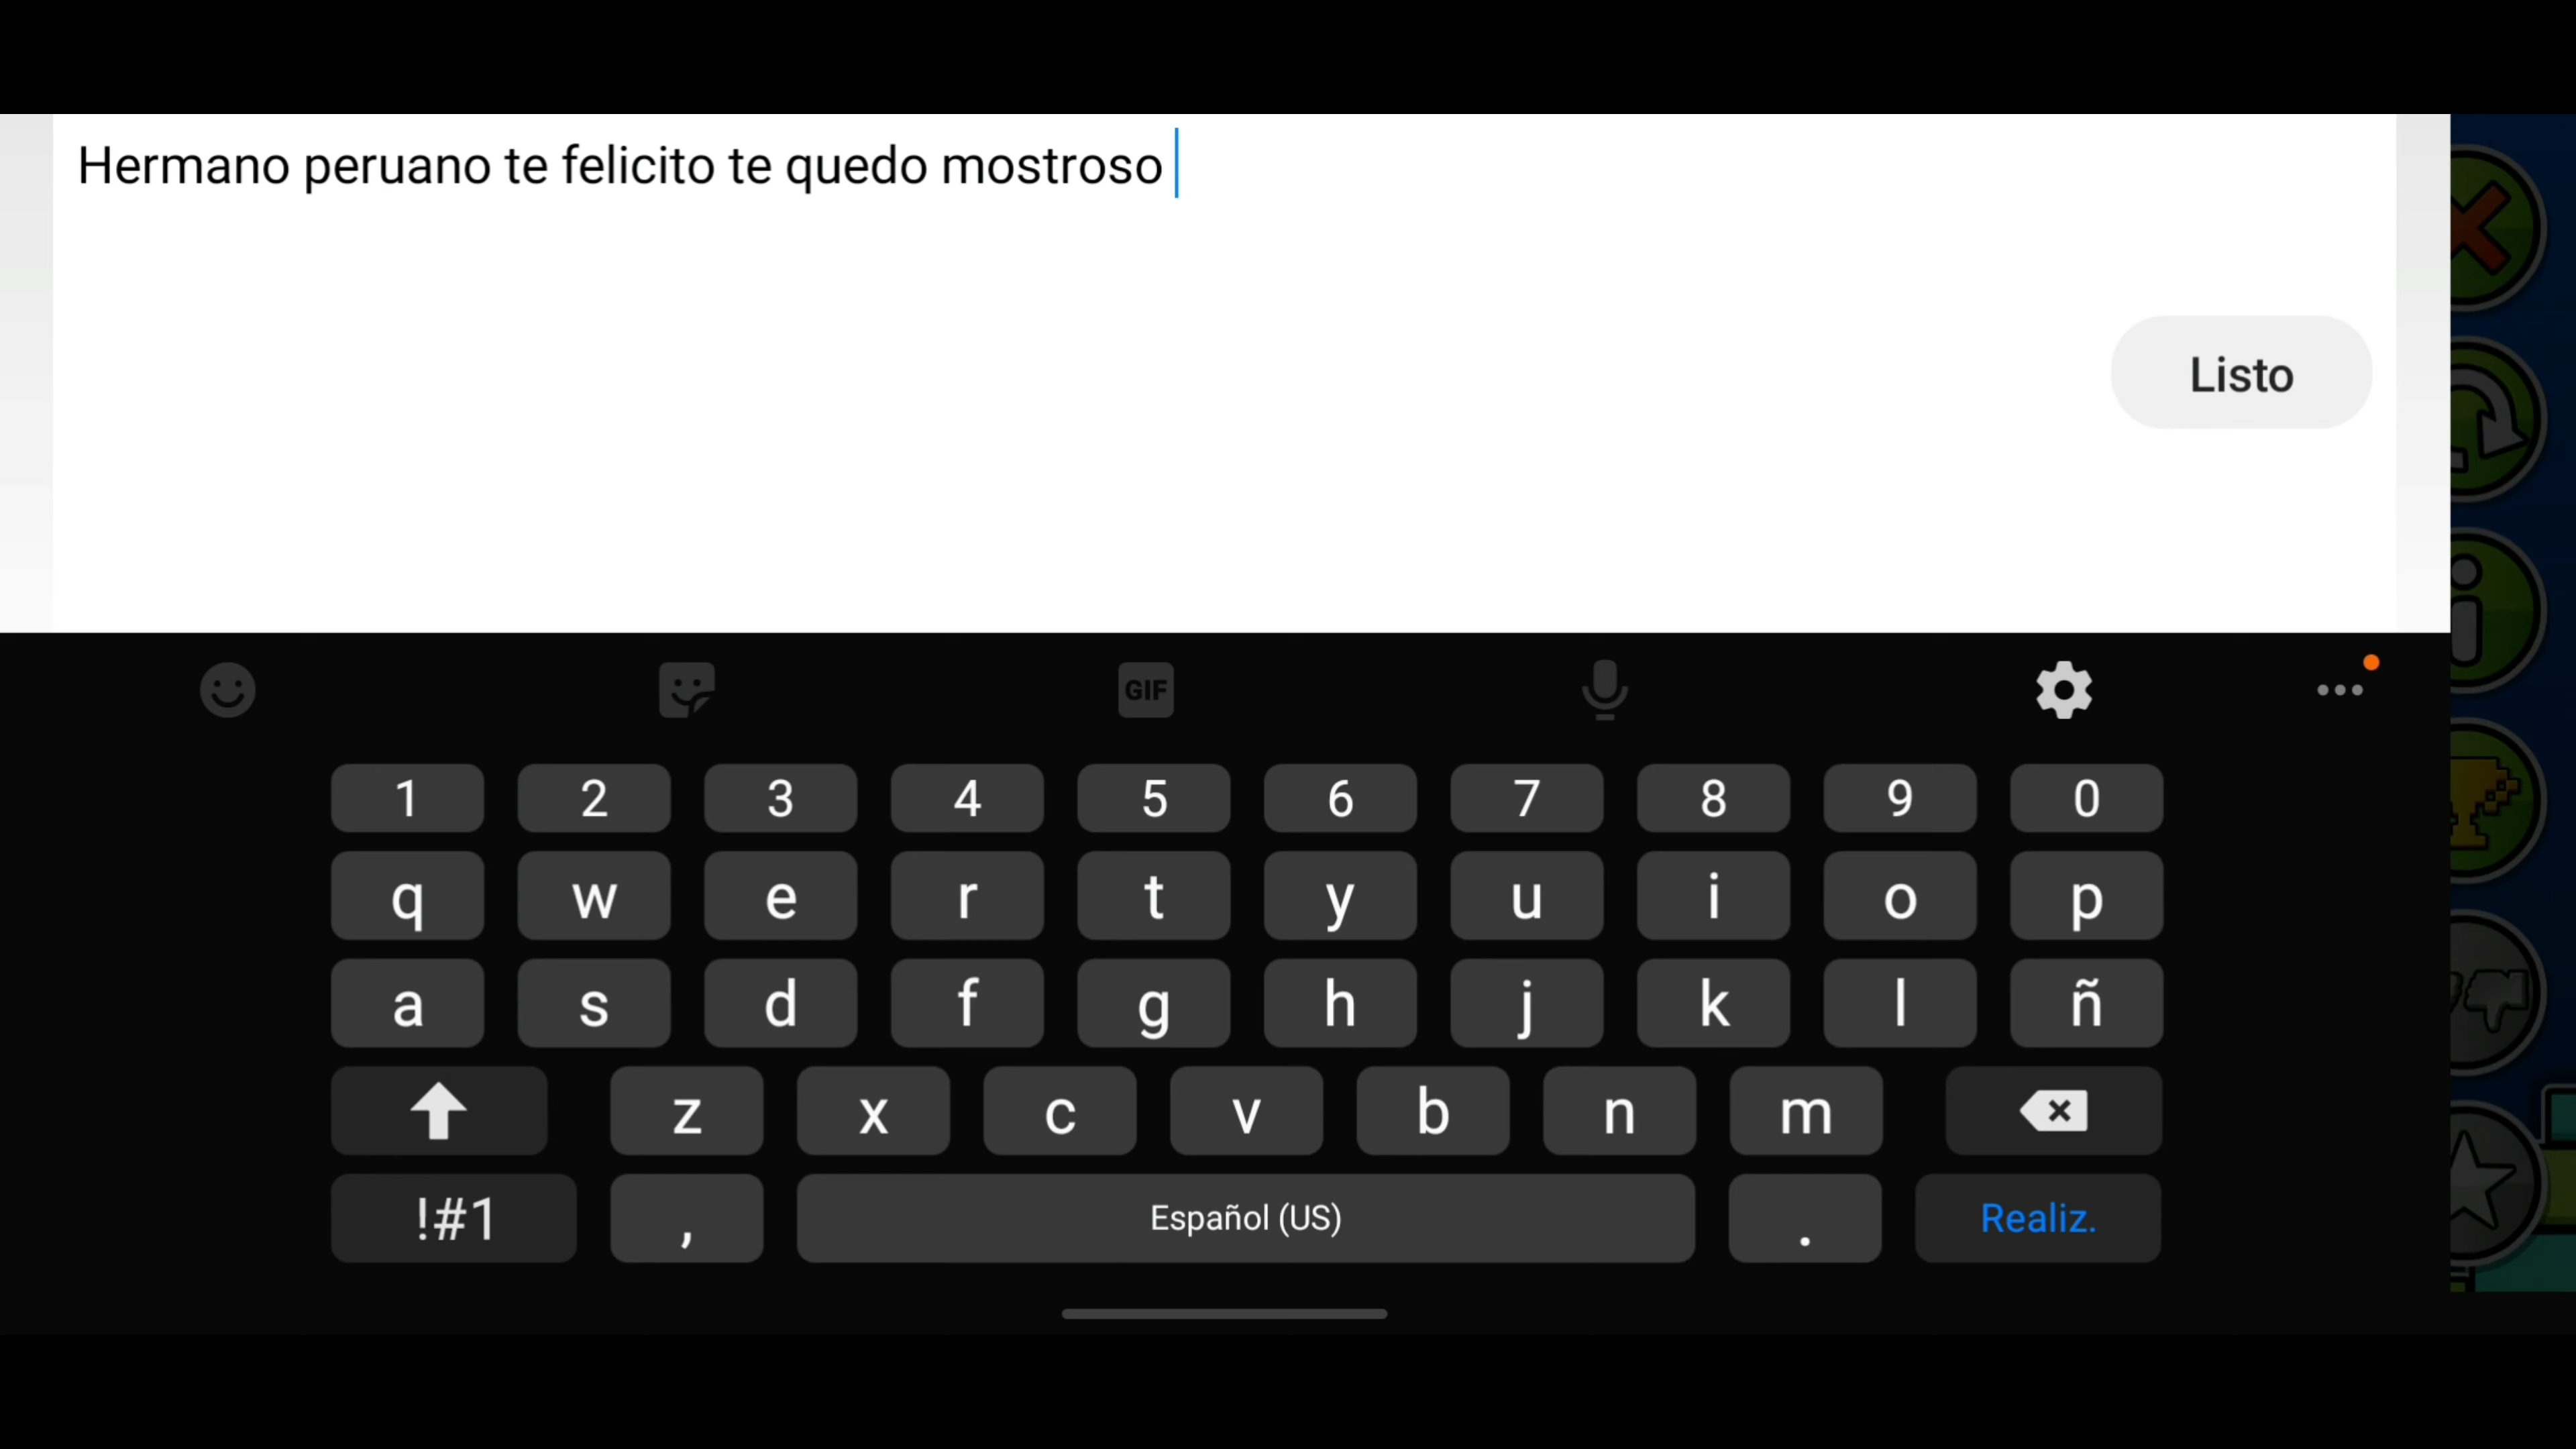 Hermano peruano te felicito te quedo mostroso
Listo
GIF
1 2 3 4 5 6 7 8 9 0
q w e r t y u i o p
a s d f g h j k l ñ
z x c v b n m
!#1 , Español (US) . Realiz.